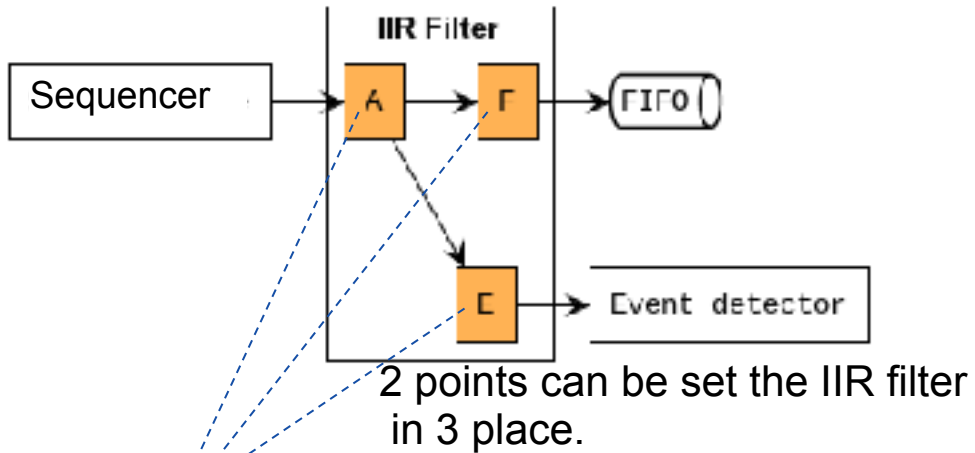 IIR Filter
Sequencer
A
F
FIFO
E
Event detector
2 points can be set the IIR filter
in 3 place.